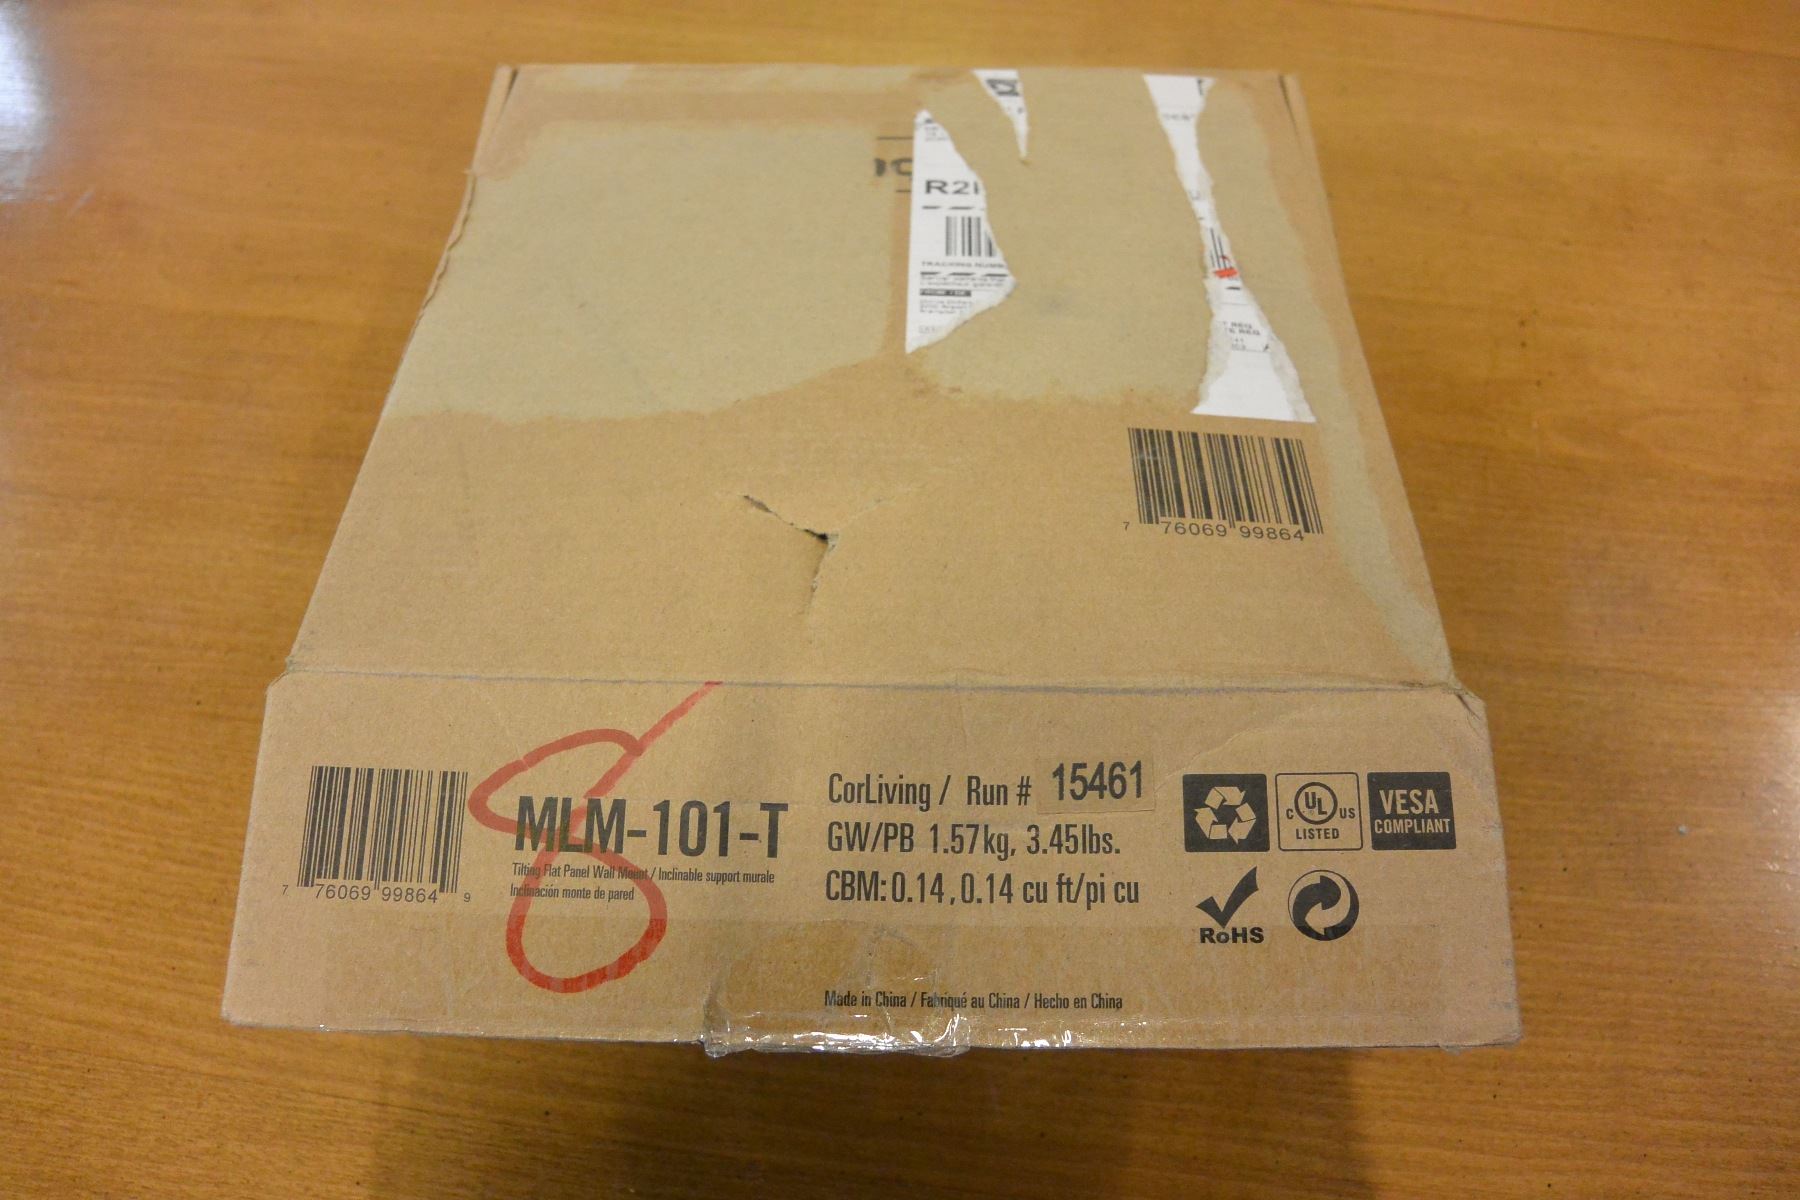 R2
TRACKING NUMB
7 76069 99864
8
MLM-101-T
Tilting Flat Panel Wall Mount / Inclinable support murale
Inclinación monte de pared
7 76069 99864 9
CorLiving / Run # 15461
GW/PB 1.57kg, 3.45lbs.
CBM: 0.14, 0.14 cu ft/pi cu
C UL US
LISTED
VESA
COMPLIANT
RoHS
Made in China / Fabriqué au China / Hecho en China